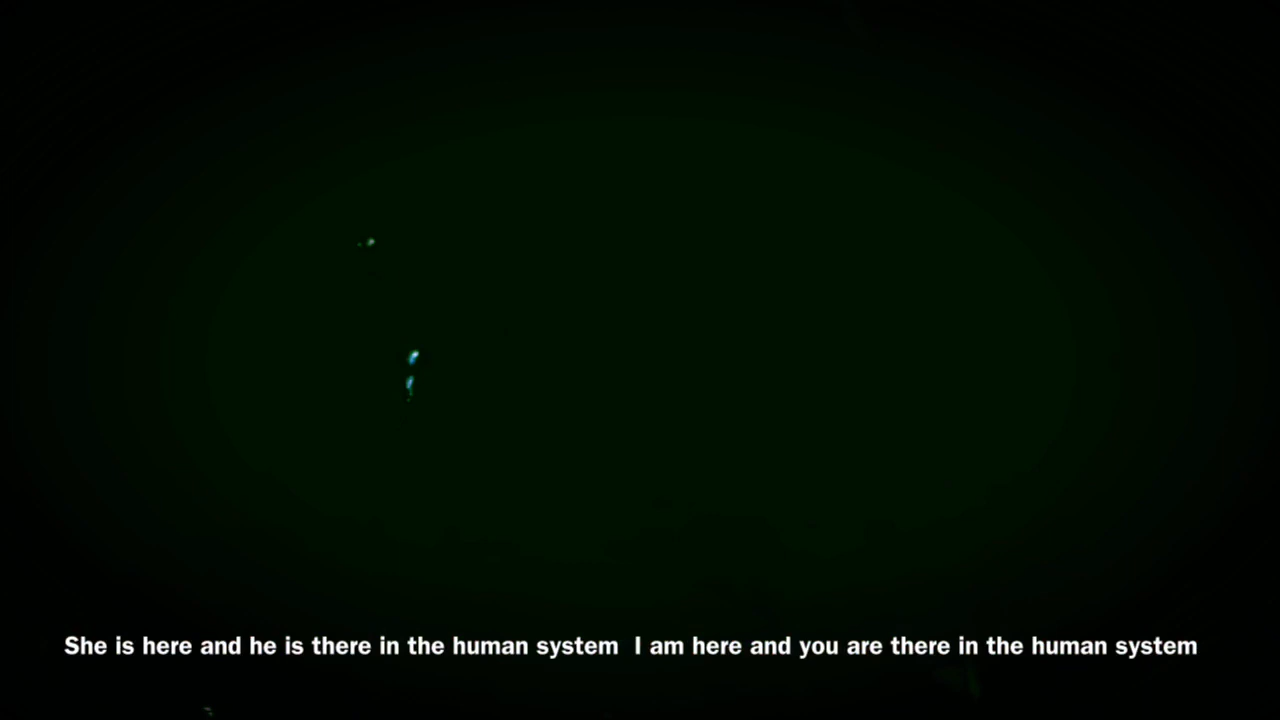 She is here and he is there in the human system  I am here and you are there in the human system